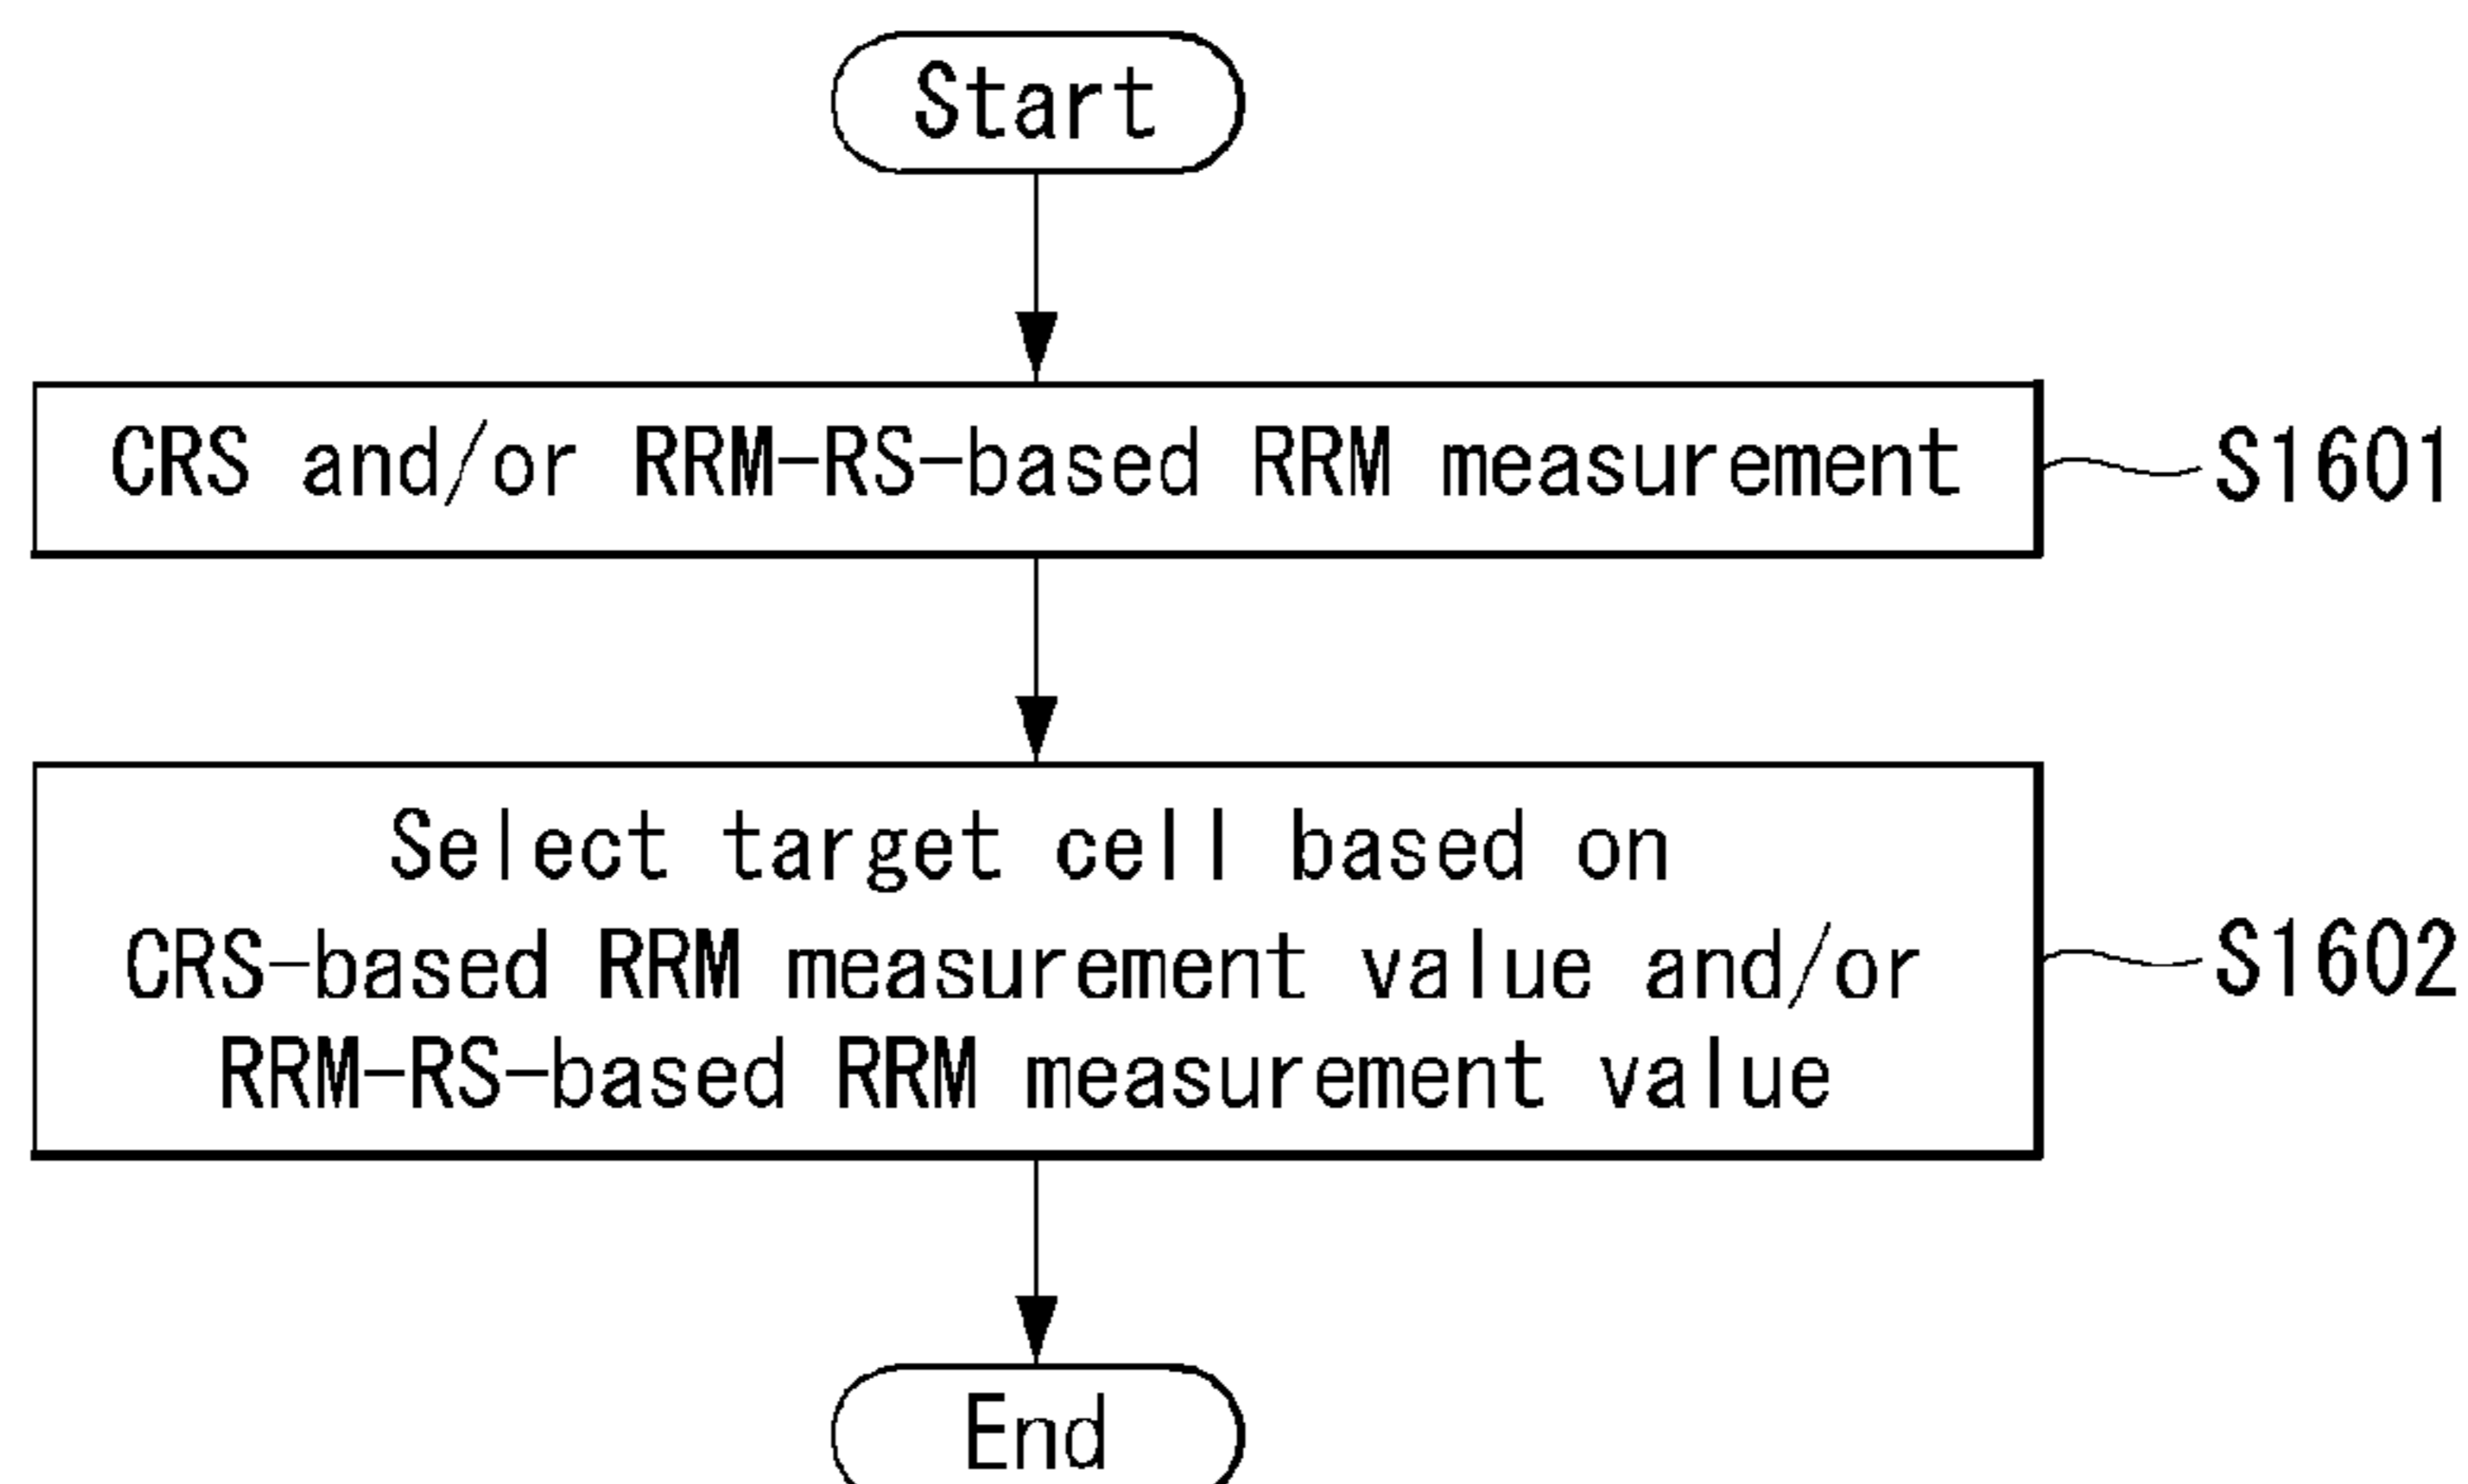 Start
CRS and/or RRM-RS-based RRM measurement
S1601
Select target cell based on
CRS-based RRM measurement value and/or
S1602
RRM-RS-based RRM measurement value
End